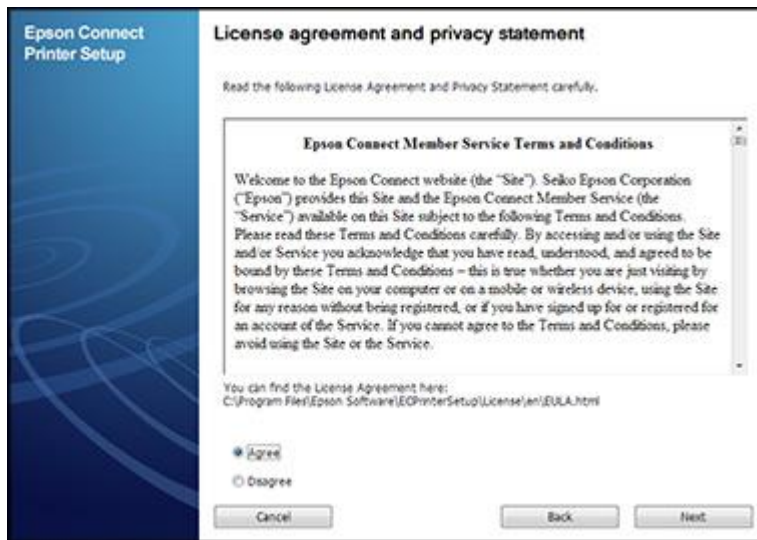 Epson Connect
Printer Setup
License agreement and privacy statement
Read the following License Agreement and Privacy Statement carefully.
Epson Connect Member Service Terms and Conditions
Welcome to the Epson Connect website (the "Site"). Seiko Epson Corporation
("Epson") provides this Site and the Epson Connect Member Service (the
"Service") available on this Site subject to the following Terms and Conditions.
Please read these Terms and Conditions carefully. By accessing and or using the Site
and/or Service you acknowledge that you have read, understood, and agreed to be
bound by these Terms and Conditions – this is true whether you are just visiting by
browsing the Site on your computer or on a mobile or wireless device, using the Site
for any reason without being registered, or if you have signed up for or registered for
an account of the Service. If you cannot agree to the Terms and Conditions, please
avoid using the Site or the Service.
You can find the License Agreement here:
C:\Program Files\Epson Software\ECPrinterSetup\License\en\EULA.html
Agree
Disagree
Cancel
Back
Next